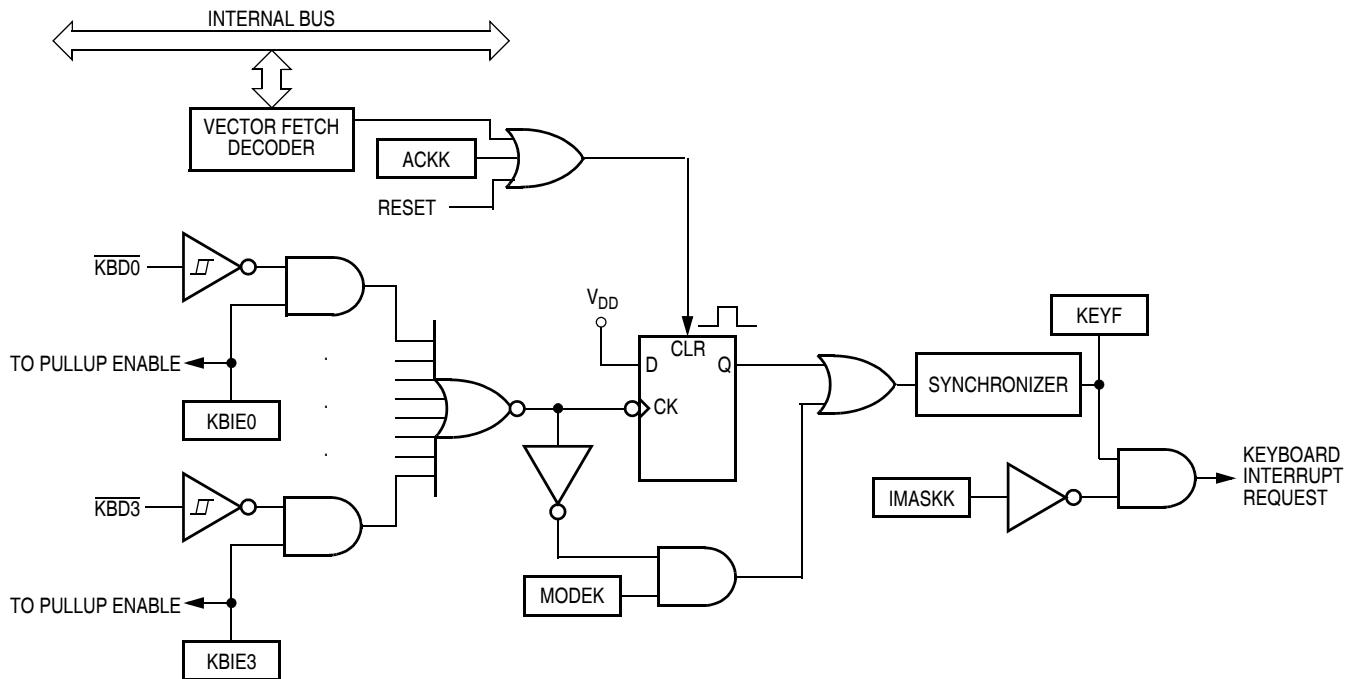 INTERNAL BUS
VECTOR FETCH
DECODER
ACKK
RESET
KBD0
TO PULLUP ENABLE
KBIE0
.
.
.
KBD3
TO PULLUP ENABLE
KBIE3
VDD
CLR
D
Q
CK
MODEK
SYNCHRONIZER
KEYF
IMASKK
KEYBOARD
INTERRUPT
REQUEST